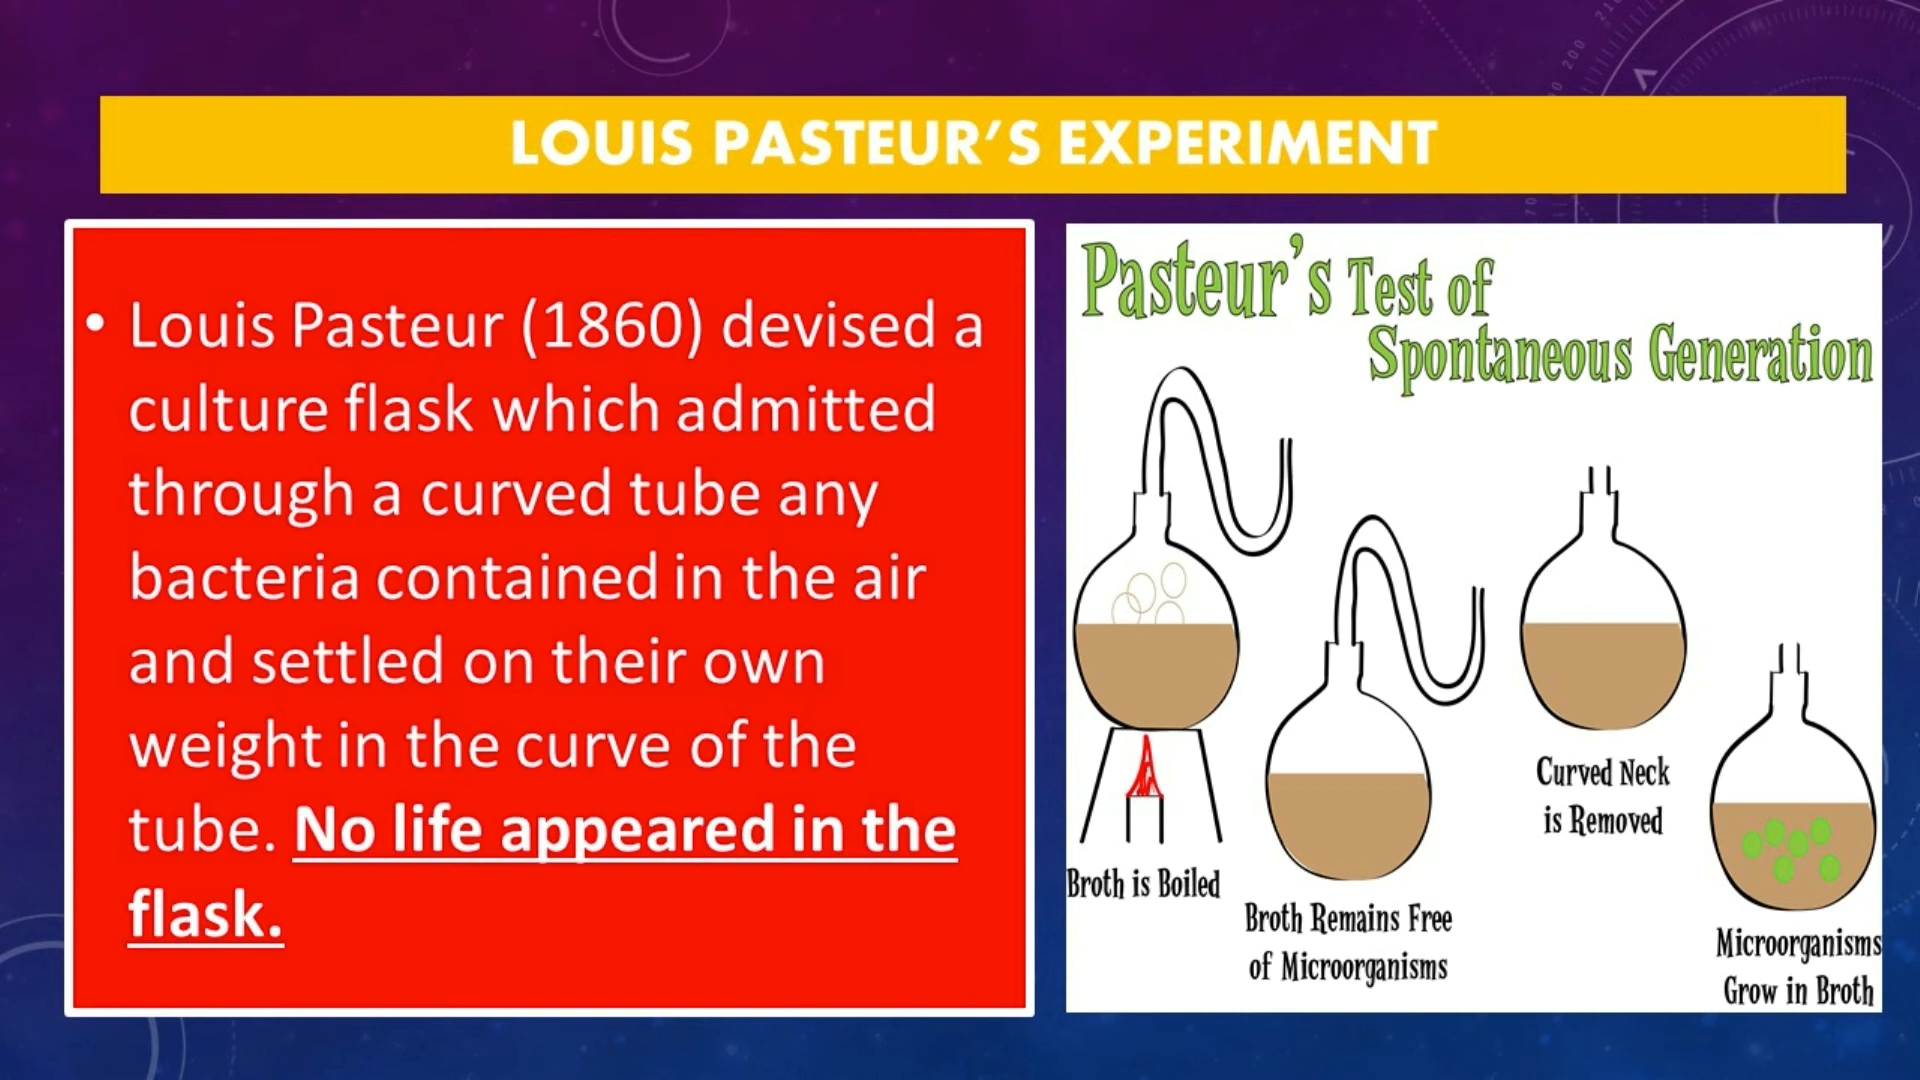 LOUIS PASTEUR’S EXPERIMENT
• Louis Pasteur (1860) devised a
culture flask which admitted
through a curved tube any
bacteria contained in the air
and settled on their own
weight in the curve of the
tube. No life appeared in the
flask.
Pasteur's Test of
Spontaneous Generation
Broth is Boiled
Broth Remains Free
of Microorganisms
Curved Neck
is Removed
Microorganisms
Grow in Broth